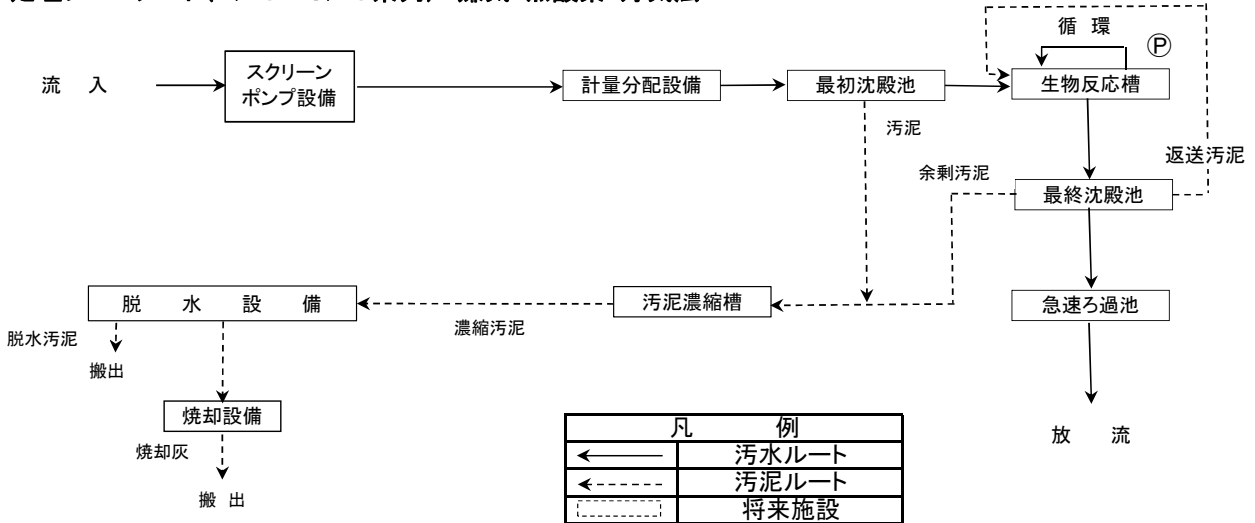 循 環
Ⓟ
流 入
スクリーン
ポンプ設備
計量分配設備
最初沈殿池
生物反応槽
汚泥
返送汚泥
余剰汚泥
最終沈殿池
脱 水 設 備
汚泥濃縮槽
急速ろ過池
濃縮汚泥
脱水汚泥
搬出
焼却設備
焼却灰
搬 出
放 流
凡 例
汚水ルート
汚泥ルート
将来施設